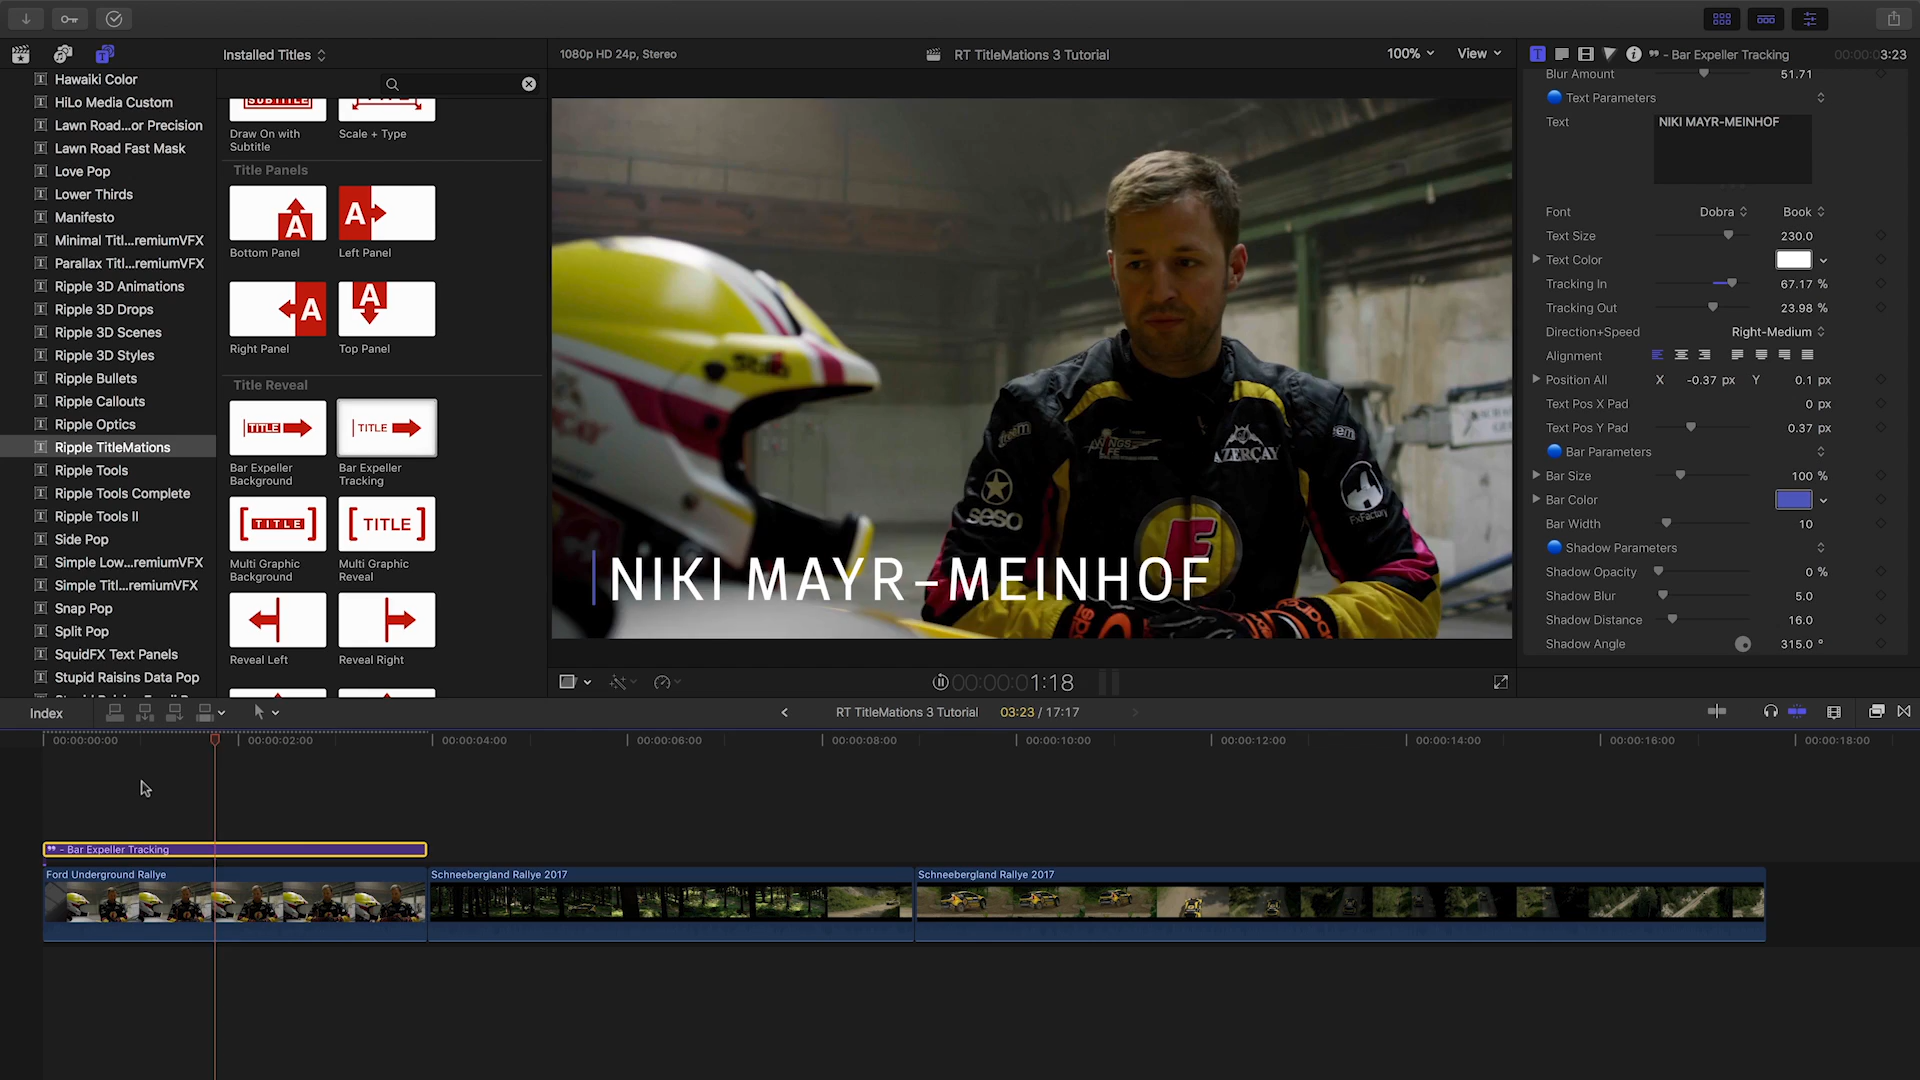 Installed Titles
1080p HD 24p, Stereo
RT TitleMations 3 Tutorial
100%
View
- Bar Expeller Tracking
00:00:03:23
Hawaiki Color
HiLo Media Custom
Lawn Road...or Precision
Lawn Road Fast Mask
Love Pop
Lower Thirds
Manifesto
Minimal Titl...remiumVFX
Parallax Titl...remiumVFX
Ripple 3D Animations
Ripple 3D Drops
Ripple 3D Scenes
Ripple 3D Styles
Ripple Bullets
Ripple Callouts
Ripple Optics
Ripple TitleMations
Ripple Tools
Ripple Tools Complete
Ripple Tools II
Side Pop
Simple Low...remiumVFX
Simple Titl...remiumVFX
Snap Pop
Split Pop
SquidFX Text Panels
Stupid Raisins Data Pop
SUBTITLE
Draw On with
Subtitle
Scale + Type
Title Panels
A
A
Bottom Panel
Left Panel
A
A
Right Panel
Top Panel
Title Reveal
TITLE
TITLE
Bar Expeller
Background
Bar Expeller
Tracking
[TITLE]
[TITLE]
Multi Graphic
Background
Multi Graphic
Reveal
Reveal Left
Reveal Right
WINGS
LIFE
AZERÇAY
seso
FxFactory
F
NIKI MAYR-MEINHOF
Blur Amount 51.71
Text Parameters
Text NIKI MAYR-MEINHOF
Font Dobra Book
Text Size 230.0
Text Color
Tracking In 67.17 %
Tracking Out 23.98 %
Direction+Speed Right-Medium
Alignment
Position All X -0.37 px Y 0.1 px
Text Pos X Pad 0 px
Text Pos Y Pad 0.37 px
Bar Parameters
Bar Size 100 %
Bar Color
Bar Width 10
Shadow Parameters
Shadow Opacity 0 %
Shadow Blur 5.0
Shadow Distance 16.0
Shadow Angle 315.0 °
00:00:01:18
Index
RT TitleMations 3 Tutorial
03:23 / 17:17
00:00:00:00
00:00:02:00
00:00:04:00
00:00:06:00
00:00:08:00
00:00:10:00
00:00:12:00
00:00:14:00
00:00:16:00
00:00:18:00
- Bar Expeller Tracking
Ford Underground Rallye
Schneebergland Rallye 2017
Schneebergland Rallye 2017